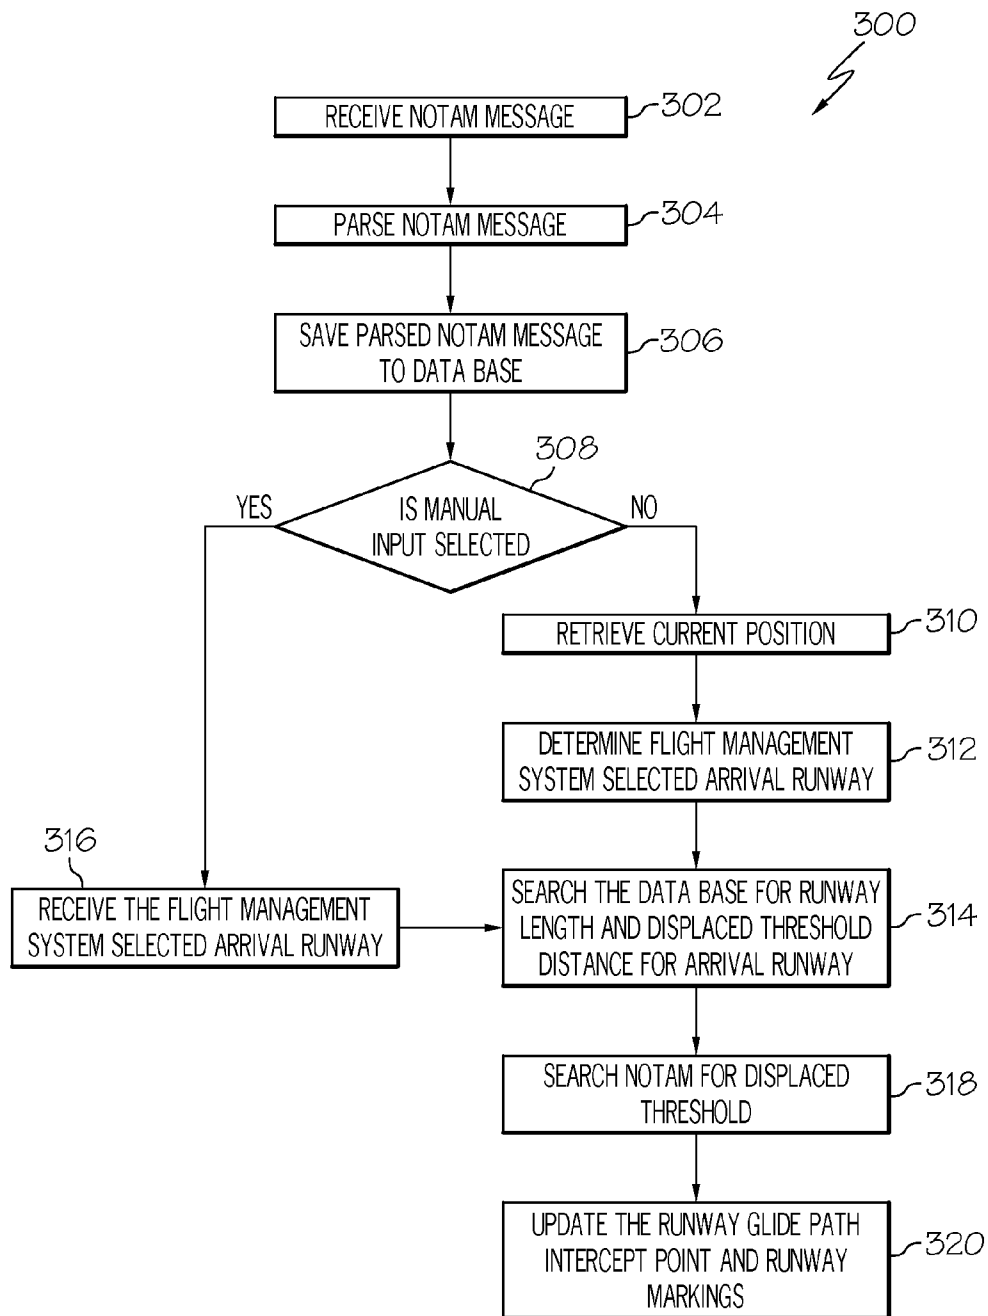 300
RECEIVE NOTAM MESSAGE
302
PARSE NOTAM MESSAGE
304
SAVE PARSED NOTAM MESSAGE
TO DATA BASE
306
308
YES
IS MANUAL
INPUT SELECTED
NO
RETRIEVE CURRENT POSITION
310
DETERMINE FLIGHT MANAGEMENT
SYSTEM SELECTED ARRIVAL RUNWAY
312
316
RECEIVE THE FLIGHT MANAGEMENT
SYSTEM SELECTED ARRIVAL RUNWAY
SEARCH THE DATA BASE FOR RUNWAY
LENGTH AND DISPLACED THRESHOLD
DISTANCE FOR ARRIVAL RUNWAY
314
SEARCH NOTAM FOR DISPLACED
THRESHOLD
318
UPDATE THE RUNWAY GLIDE PATH
INTERCEPT POINT AND RUNWAY
MARKINGS
320